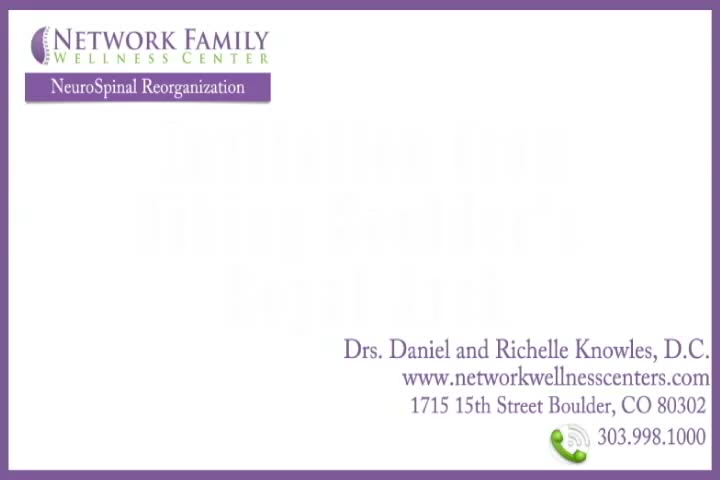 NETWORK FAMILY
WELLNESS CENTER
NeuroSpinal Reorganization
Drs. Daniel and Richelle Knowles, D.C.
www.networkwellnesscenters.com
1715 15th Street Boulder, CO 80302
303.998.1000